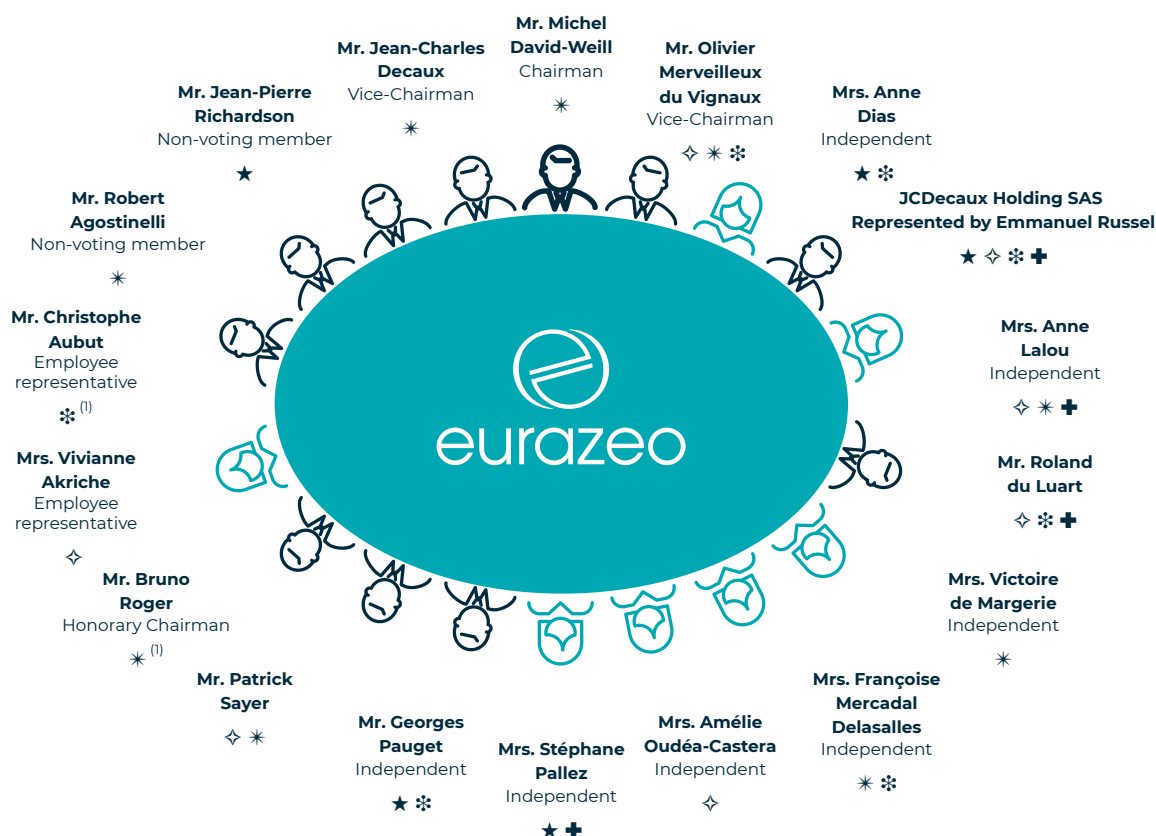 Mr. Michel
David-Weill
Chairman
✴
Mr. Olivier
Merveilleux
du Vignaux
Vice-Chairman
✧ ✴ ❇
Mrs. Anne
Dias
Independent
★ ❇
JCDecaux Holding SAS
Represented by Emmanuel Russel
★ ✧ ❇ ✚
Mrs. Anne
Lalou
Independent
✧ ✴ ✚
Mr. Roland
du Luart
✧ ❇ ✚
Mrs. Victoire
de Margerie
Independent
✴
Mrs. Françoise
Mercadal
Delasalles
Independent
✴ ❇
Mrs. Amélie
Oudéa-Castera
Independent
✧
Mrs. Stéphane
Pallez
Independent
★ ✚
Mr. Georges
Pauget
Independent
★ ❇
Mr. Patrick
Sayer
✧ ✴
Mr. Bruno
Roger
Honorary Chairman
✴ (1)
Mrs. Vivianne
Akriche
Employee
representative
✧
Mr. Christophe
Aubut
Employee
representative
❇ (1)
Mr. Robert
Agostinelli
Non-voting member
✴
Mr. Jean-Pierre
Richardson
Non-voting member
★
Mr. Jean-Charles
Decaux
Vice-Chairman
✴
eurazeo